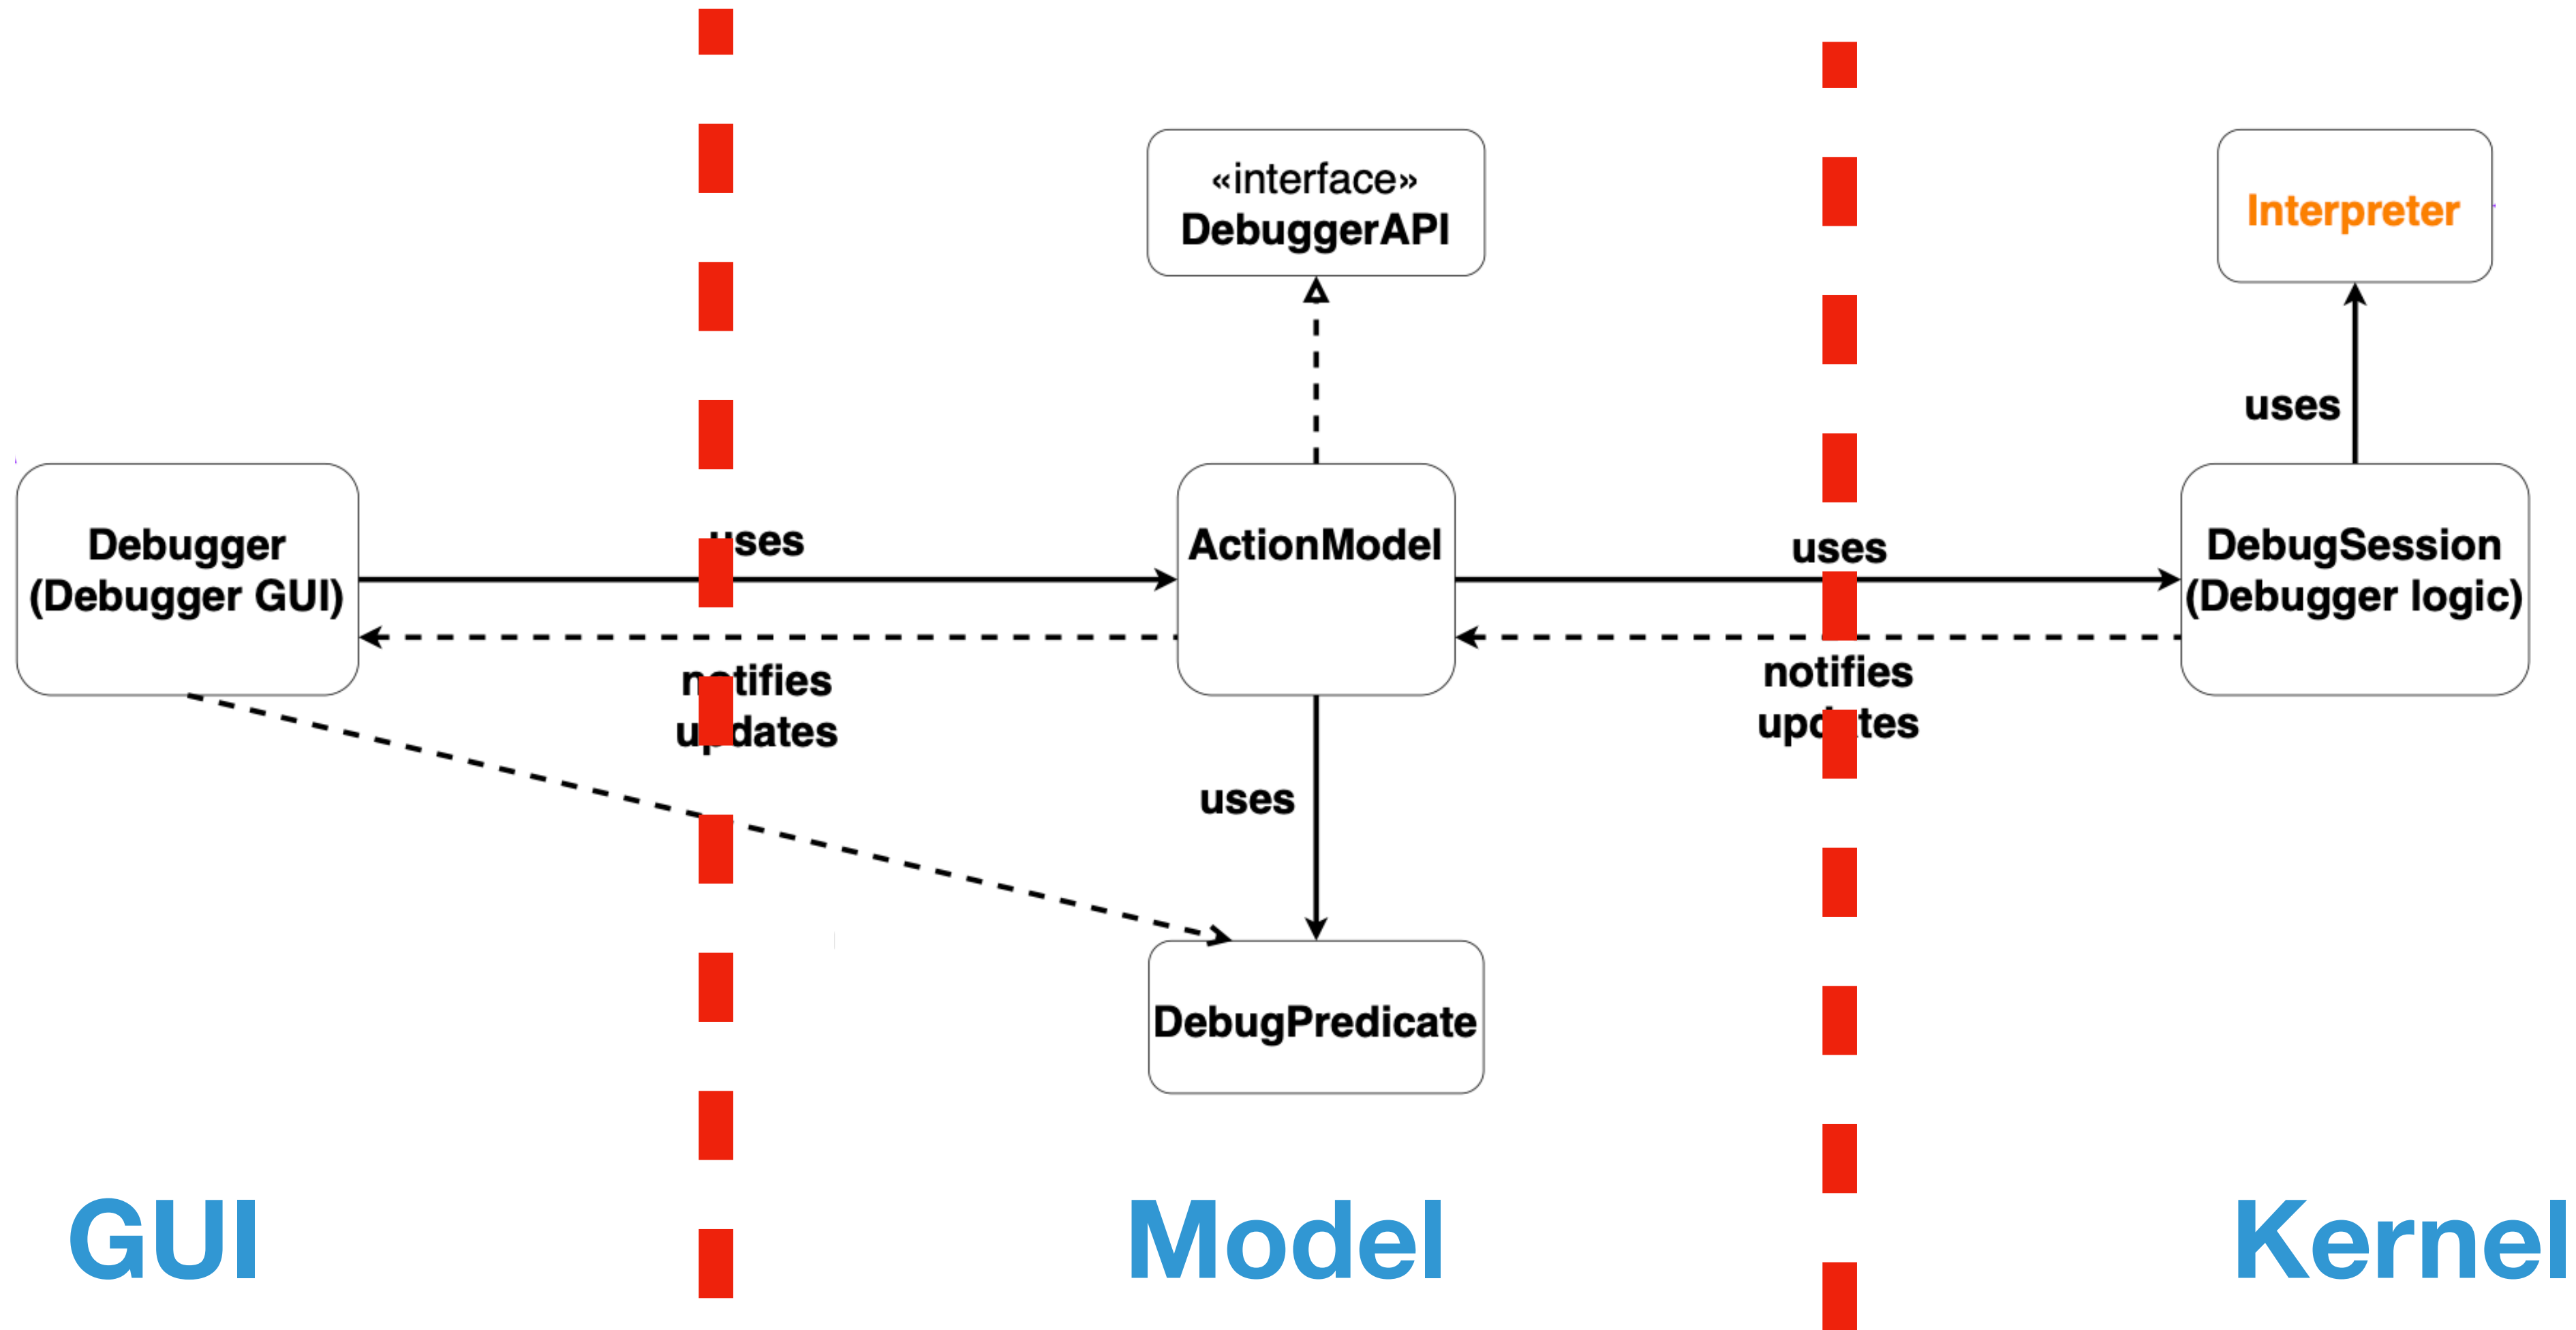 «interface»
DebuggerAPI
Interpreter
uses
Debugger
(Debugger GUI)
uses
ActionModel
uses
DebugSession
(Debugger logic)
notifies
updates
notifies
updates
uses
DebugPredicate
GUI
Model
Kernel